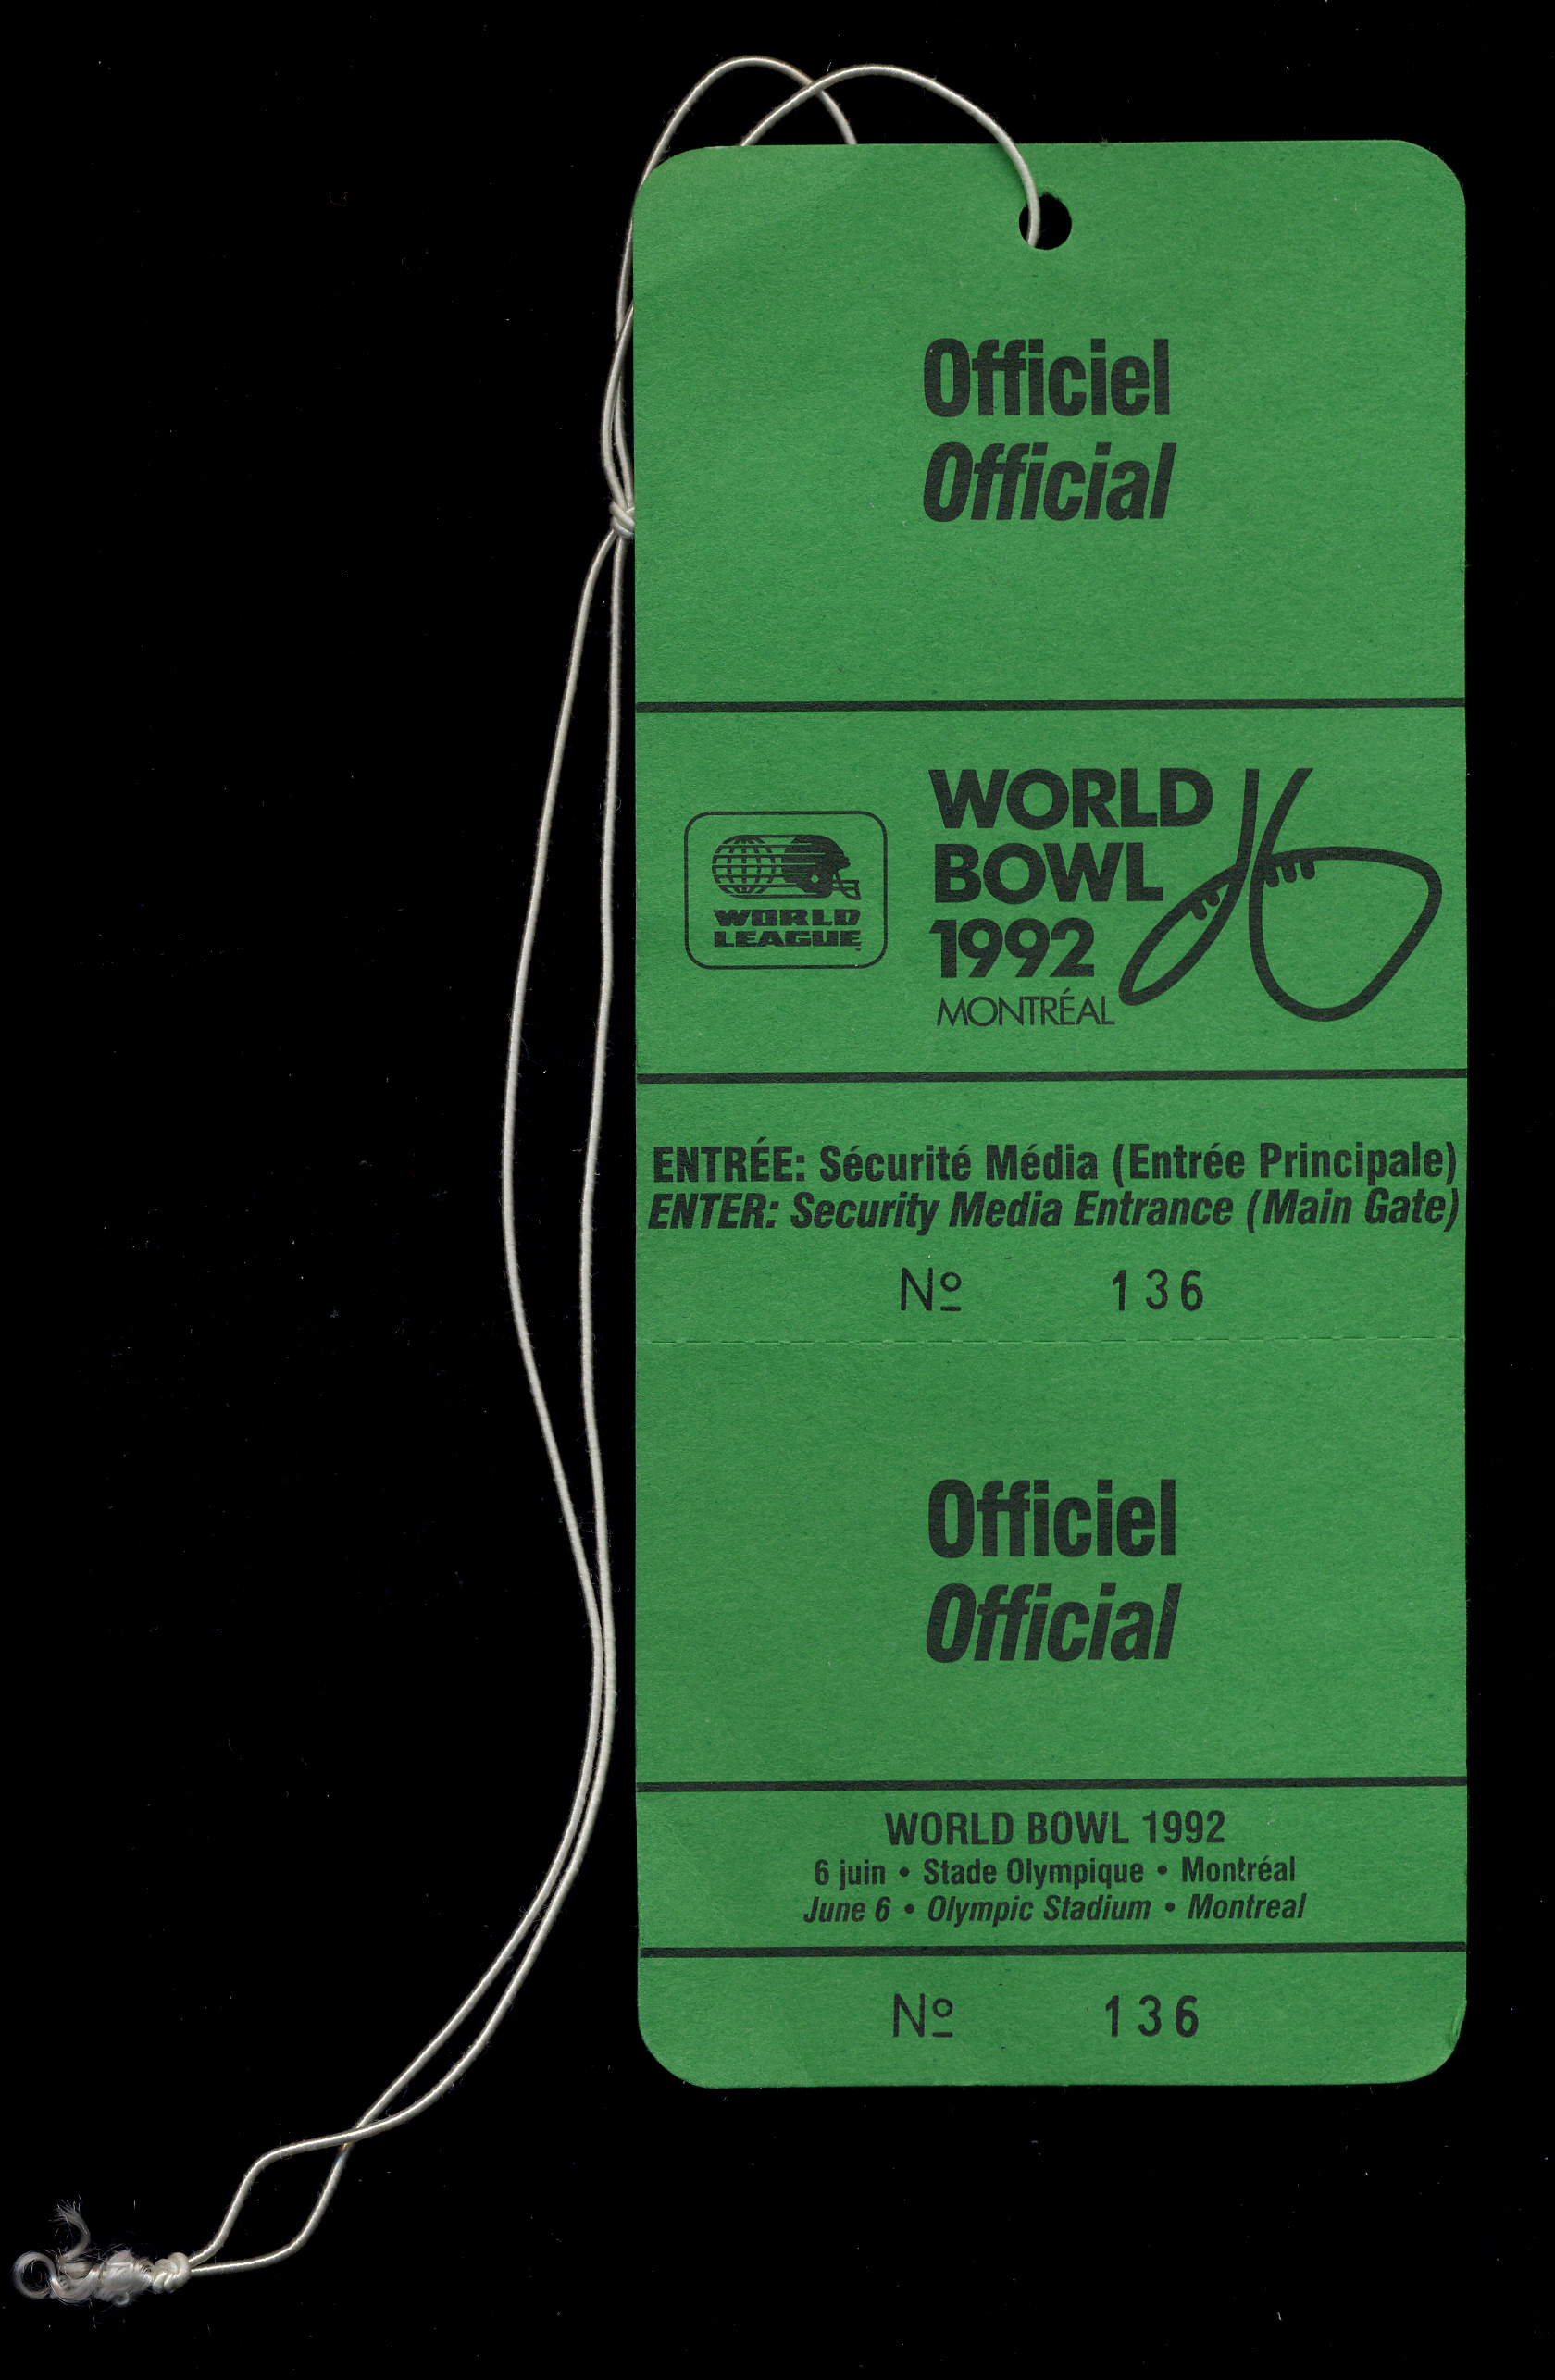 Officiel
Official
WORLD
LEAGUE
WORLD
BOWL
1992
MONTRÉAL
ENTRÉE: Sécurité Média (Entrée Principale)
ENTER: Security Media Entrance (Main Gate)
Nº 136
Officiel
Official
WORLD BOWL 1992
6 juin • Stade Olympique • Montréal
June 6 • Olympic Stadium • Montreal
Nº 136